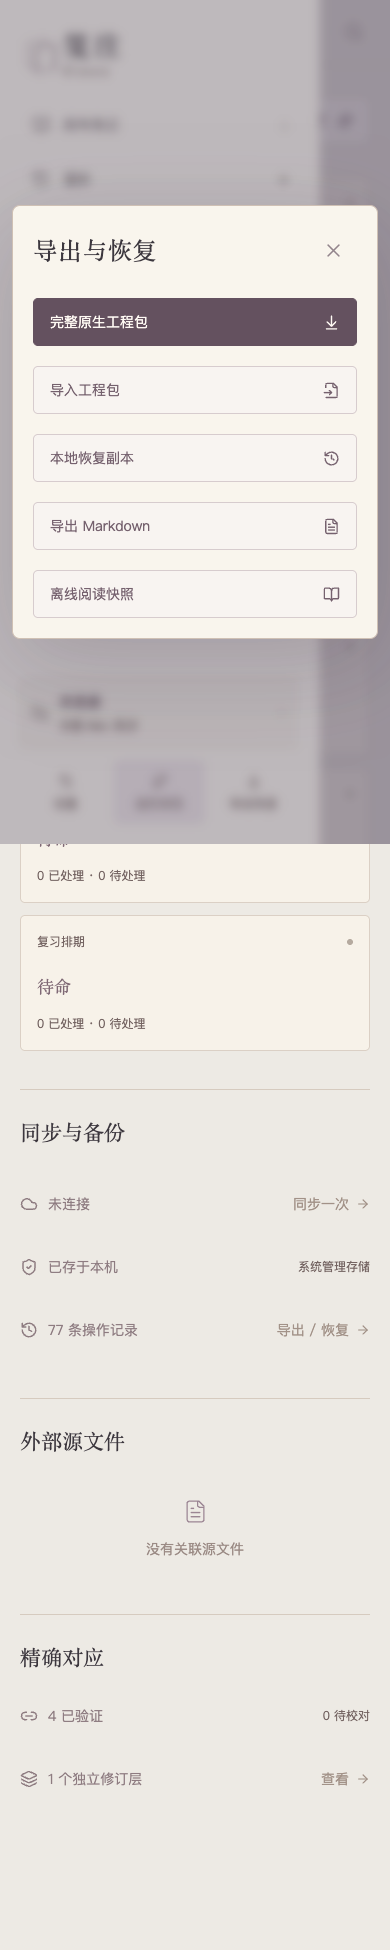 导出与恢复
完整原生工程包
导入工程包
本地恢复副本
导出 Markdown
离线阅读快照
0 已处理 · 0 待处理
复习排期
待命
0 已处理 · 0 待处理
同步与备份
未连接 同步一次 →
已存于本机 系统管理存储
77 条操作记录 导出 / 恢复 →
外部源文件
没有关联源文件
精确对应
4 已验证 0 待校对
1 个独立修订层 查看 →